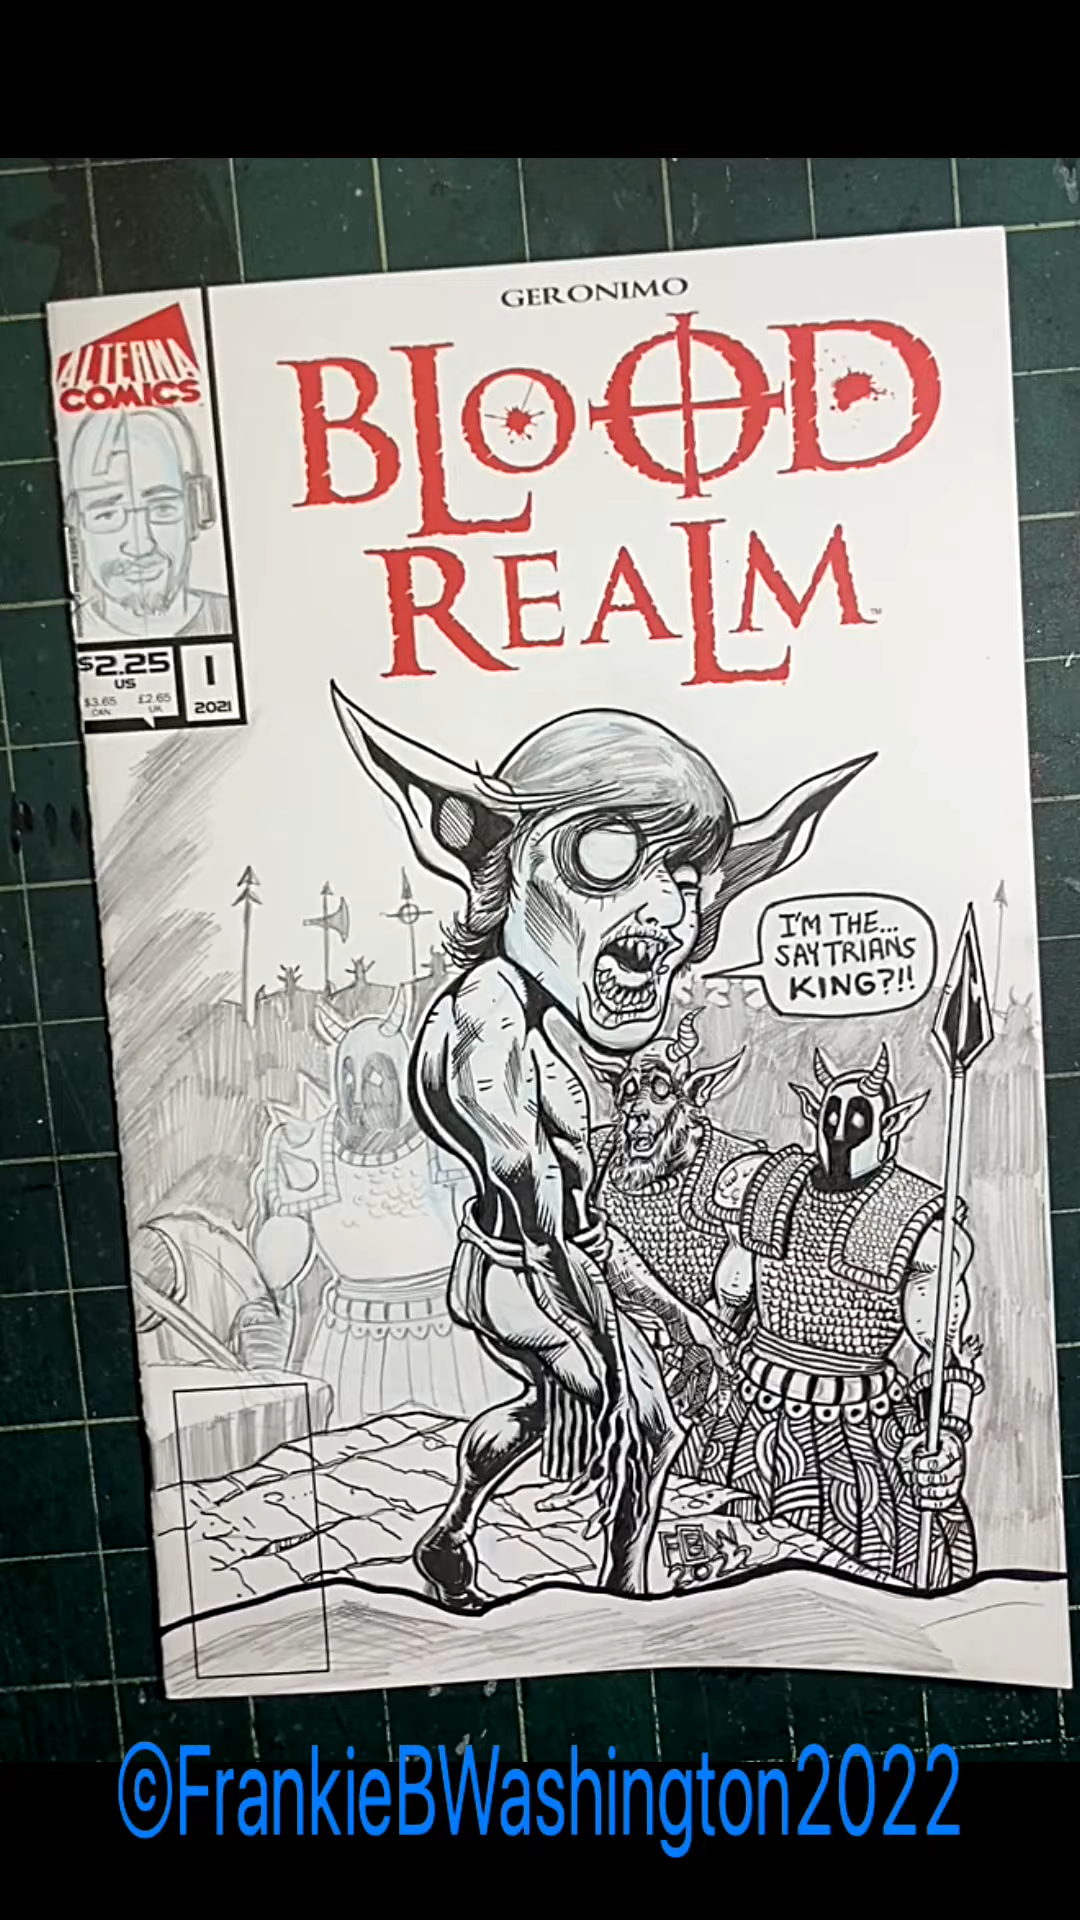 GERONIMO
BLOOD
REALM
™
ALTERNA
COMICS
$2.25
US
$3.65
CAN
£2.65
UK
1
2021
I'M THE...
SAYTRIANS
KING?!!
FBW
2022
©FrankieBWashington2022